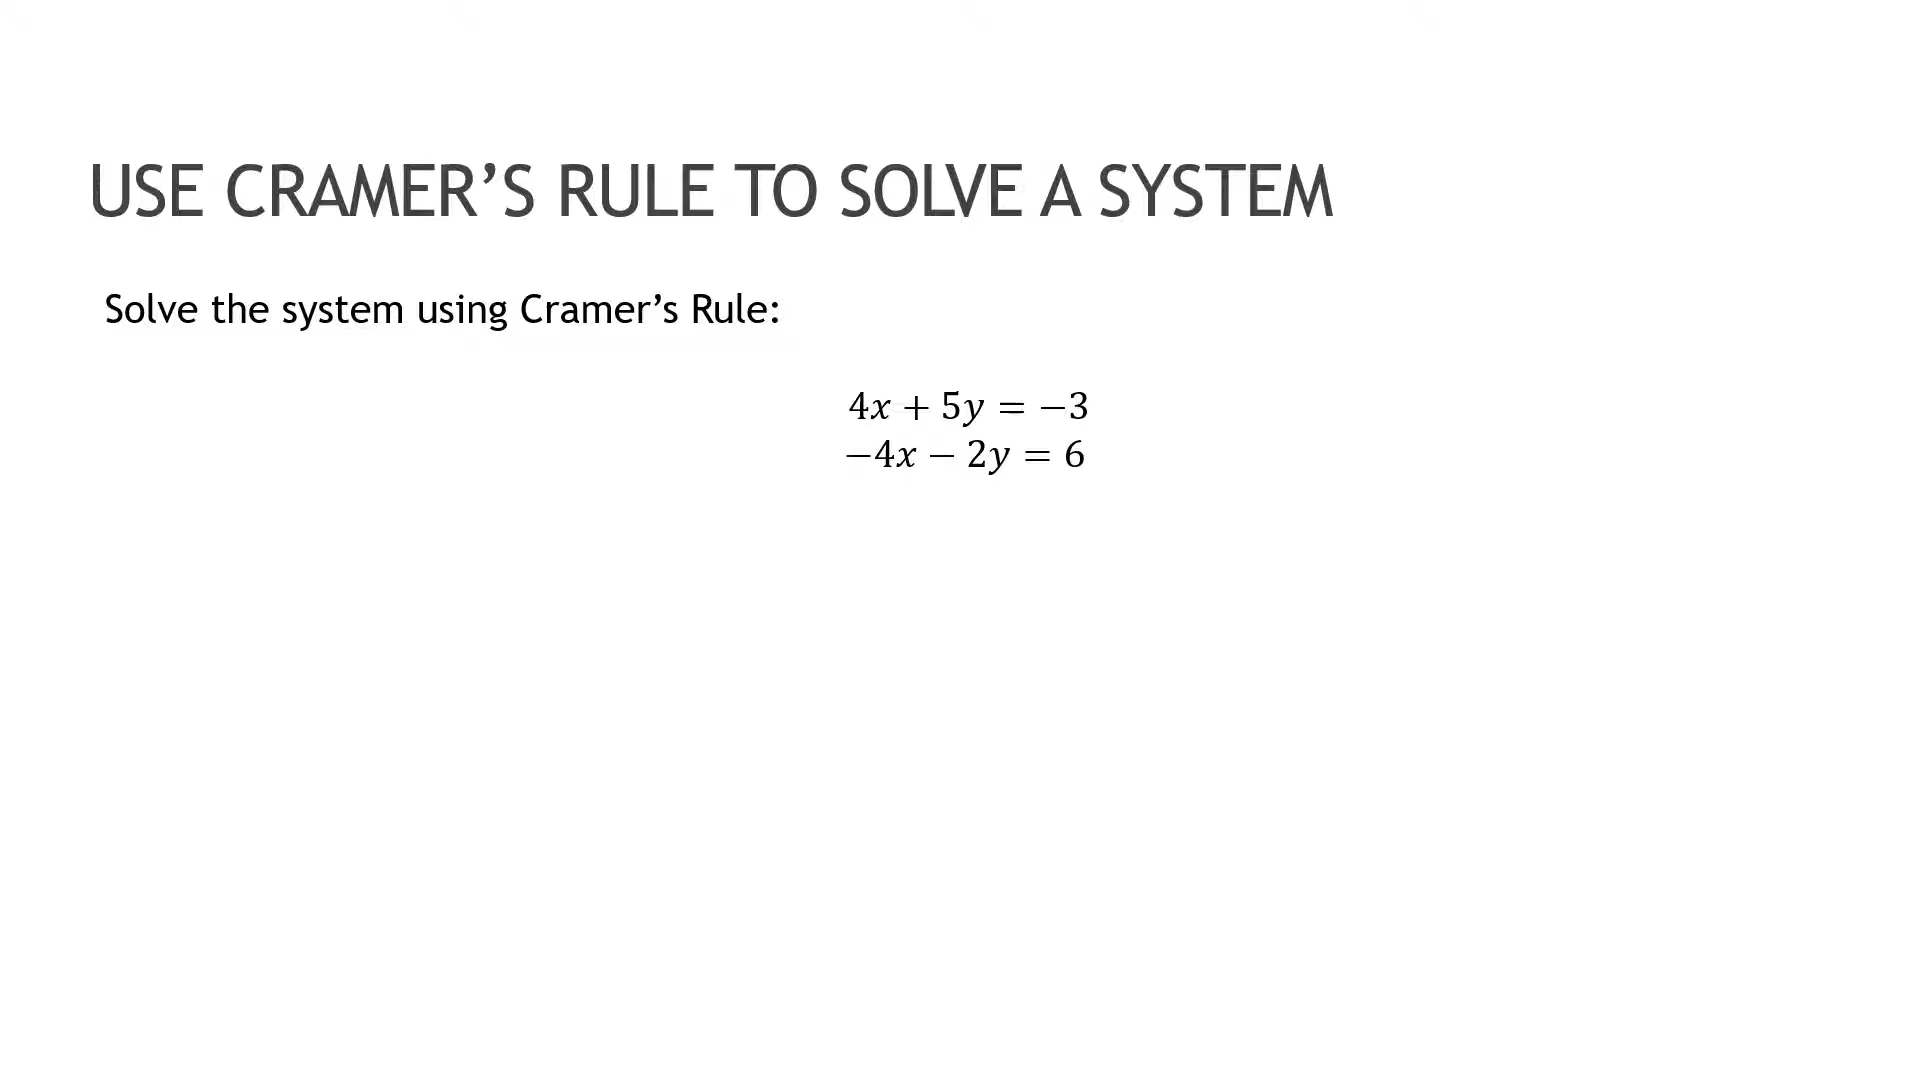 USE CRAMER’S RULE TO SOLVE A SYSTEM
Solve the system using Cramer’s Rule:
4x + 5y = −3
−4x − 2y = 6